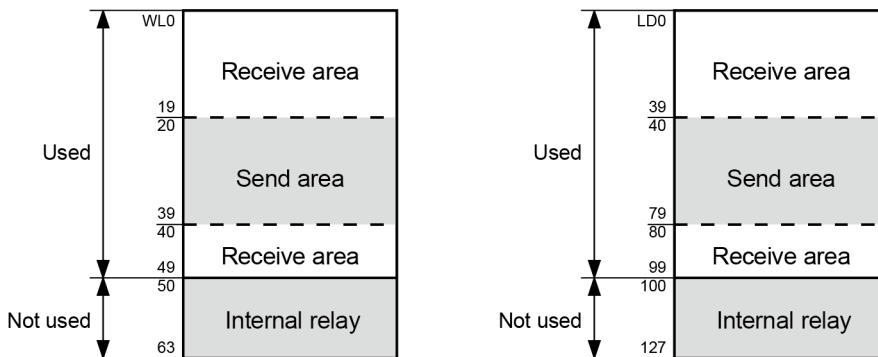 WL0
Receive area
19
20
Used
Send area
39
40
Receive area
49
50
Not used
Internal relay
63
LD0
Receive area
39
40
Used
Send area
79
80
Receive area
99
100
Not used
Internal relay
127